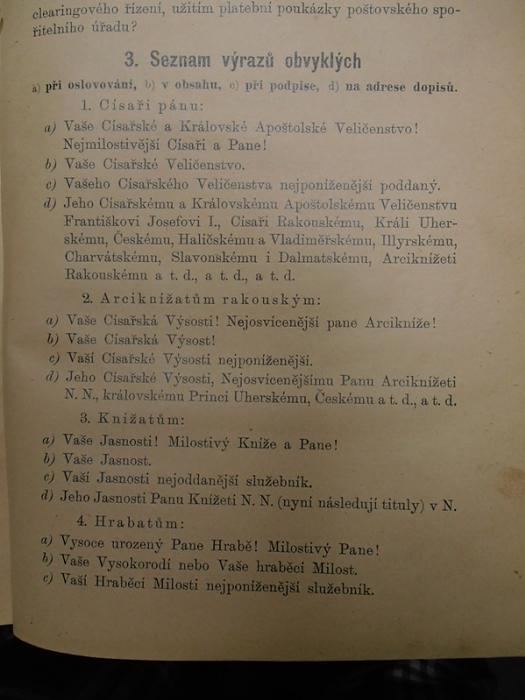 clearingového řízení, užitím platební poukázky poštovského spo-
řitelního úřadu?
3. Seznam výrazů obvyklých
a) při oslovování, b) v obsahu, c) při podpise, d) na adrese dopisů.
1. Císaři pánu:
a) Vaše Císařské a Královské Apoštolské Veličenstvo!
Nejmilostivější Císaři a Pane!
b) Vaše Císařské Veličenstvo.
c) Vašeho Císařského Veličenstva nejponíženější poddaný.
d) Jeho Císařskému a Královskému Apoštolskému Veličenstvu
Františkovi Josefovi I., Císaři Rakouskému, Králi Uher-
skému, Českému, Haličskému a Vladiměřskému, Illyrskému,
Charvátskému, Slavonskému i Dalmatskému, Arciknížeti
Rakouskému a t. d., a t. d., a t. d.
2. Arciknížatům rakouským:
a) Vaše Císařská Výsosti! Nejosvícenější pane Arcikníže!
b) Vaše Císařská Výsost!
c) Vaší Císařské Výsosti nejponíženější.
d) Jeho Císařské Výsosti, Nejosvícenějšímu Panu Arciknížeti
N. N., královskému Princi Uherskému, Českému a t. d., a t. d.
3. Knížatům:
a) Vaše Jasnosti! Milostivý Kníže a Pane!
b) Vaše Jasnost.
c) Vaší Jasnosti nejoddanější služebník.
d) Jeho Jasnosti Panu Knížeti N. N. (nyní následují tituly) v N.
4. Hrabatům:
a) Vysoce urozený Pane Hrabě! Milostivý Pane!
b) Vaše Vysokorodí nebo Vaše hraběcí Milost.
c) Vaší Hraběcí Milosti nejponíženější služebník.